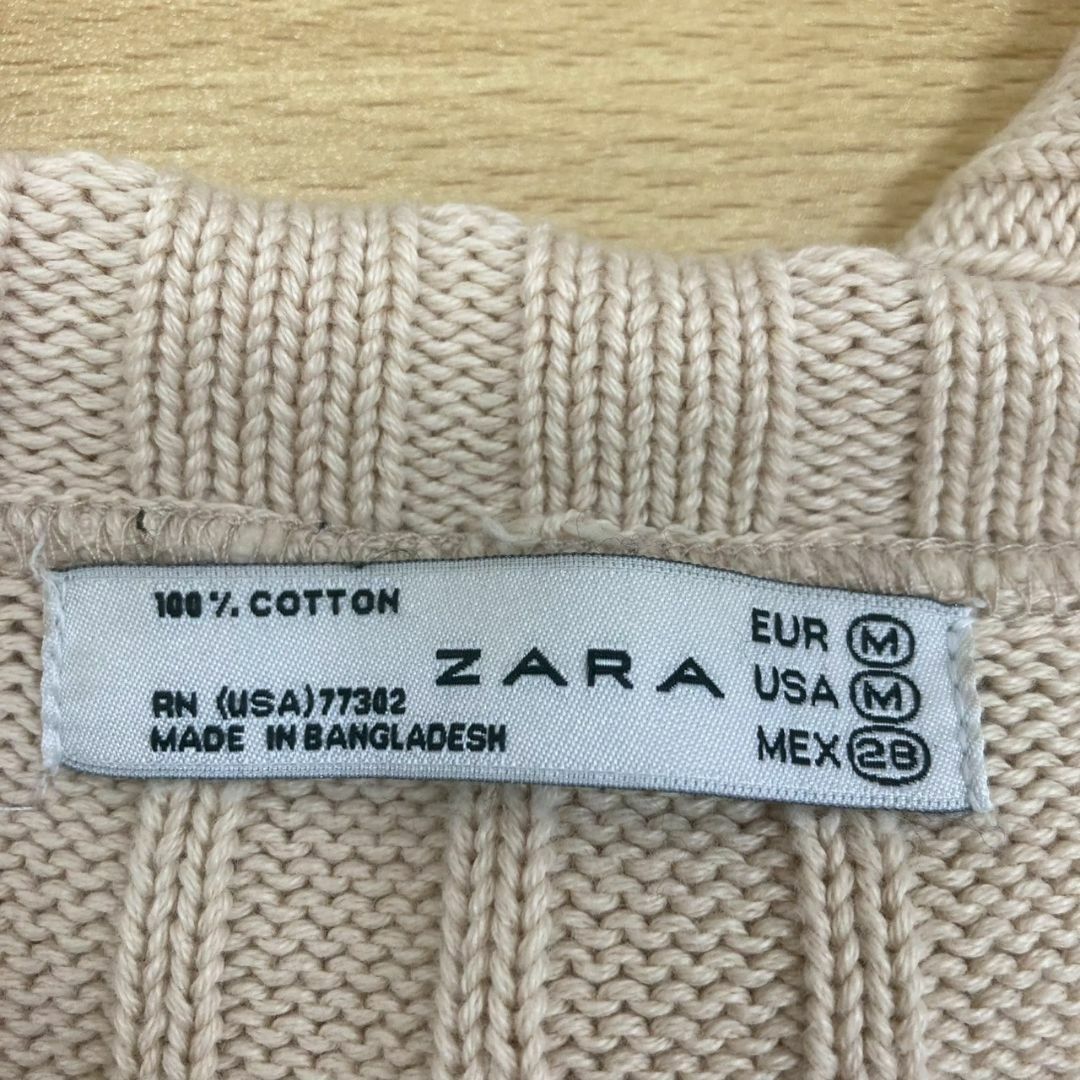 100% COTTON
ZARA
RN (USA)77302
MADE IN BANGLADESH
EUR M
USA M
MEX 28